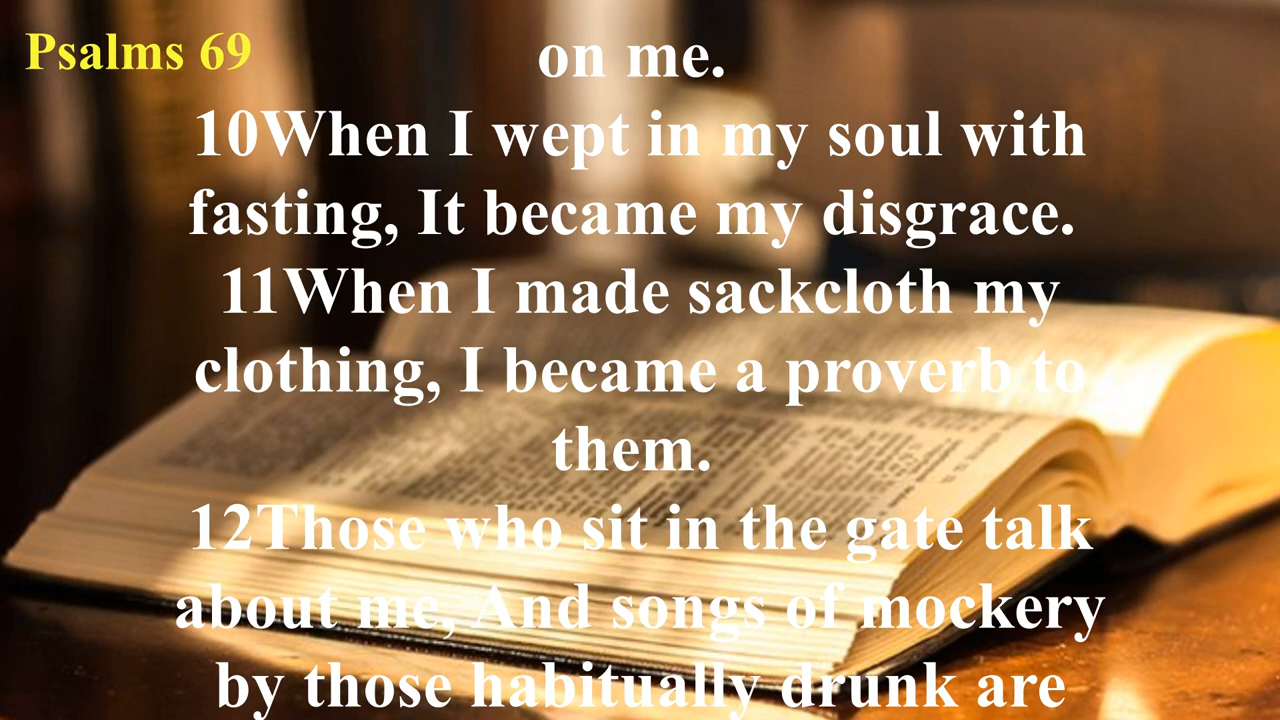 Psalms 69
on me.
10When I wept in my soul with
fasting, It became my disgrace.
11When I made sackcloth my
clothing, I became a proverb to
them.
12Those who sit in the gate talk
about me, And songs of mockery
by those habitually drunk are